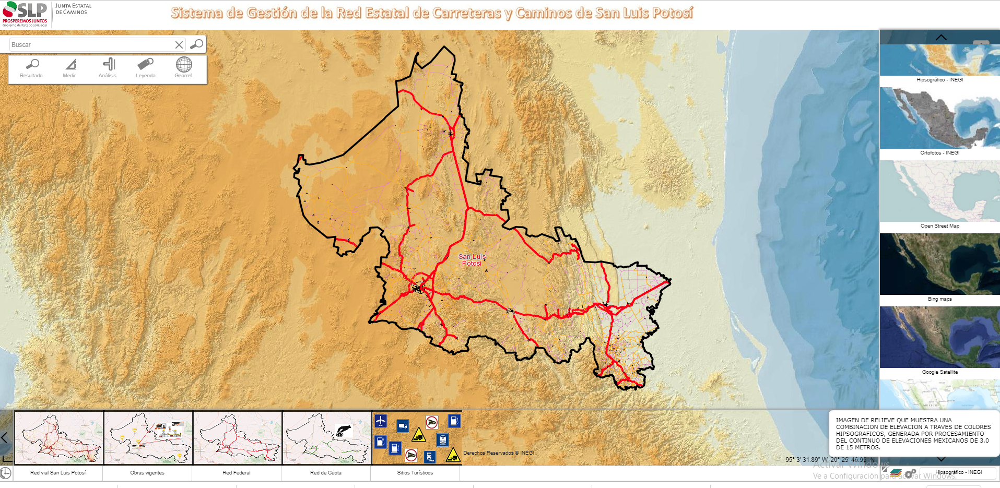 SLP
PROSPEREMOS JUNTOS
Gobierno del Estado 2015-2021
JUNTA ESTATAL
DE CAMINOS
Sistema de Gestión de la Red Estatal de Carreteras y Caminos de San Luis Potosí
Buscar
Resultado
Medir
Análisis
Leyenda
Georref.
San Luis
Potosí
Hipsográfico - INEGI
Ortofotos - INEGI
Open Street Map
Bing maps
Google Satellite
MÉXICO
IMAGEN DE RELIEVE QUE MUESTRA UNA
COMBINACION DE ELEVACION A TRAVES DE COLORES
HIPSOGRAFICOS, GENERADA POR PROCESAMIENTO
DEL CONTINUO DE ELEVACIONES MEXICANOS DE 3.0
DE 15 METROS.
Derechos Reservados © INEGI
95° 3' 31.89'' W, 20° 25' 46.95'' N
Activar Windows
Ve a Configuración para activar Windows.
Red vial San Luis Potosí
Obras vigentes
Red Federal
Red de Cuota
Sitios Turísticos
Hipsográfico - INEGI